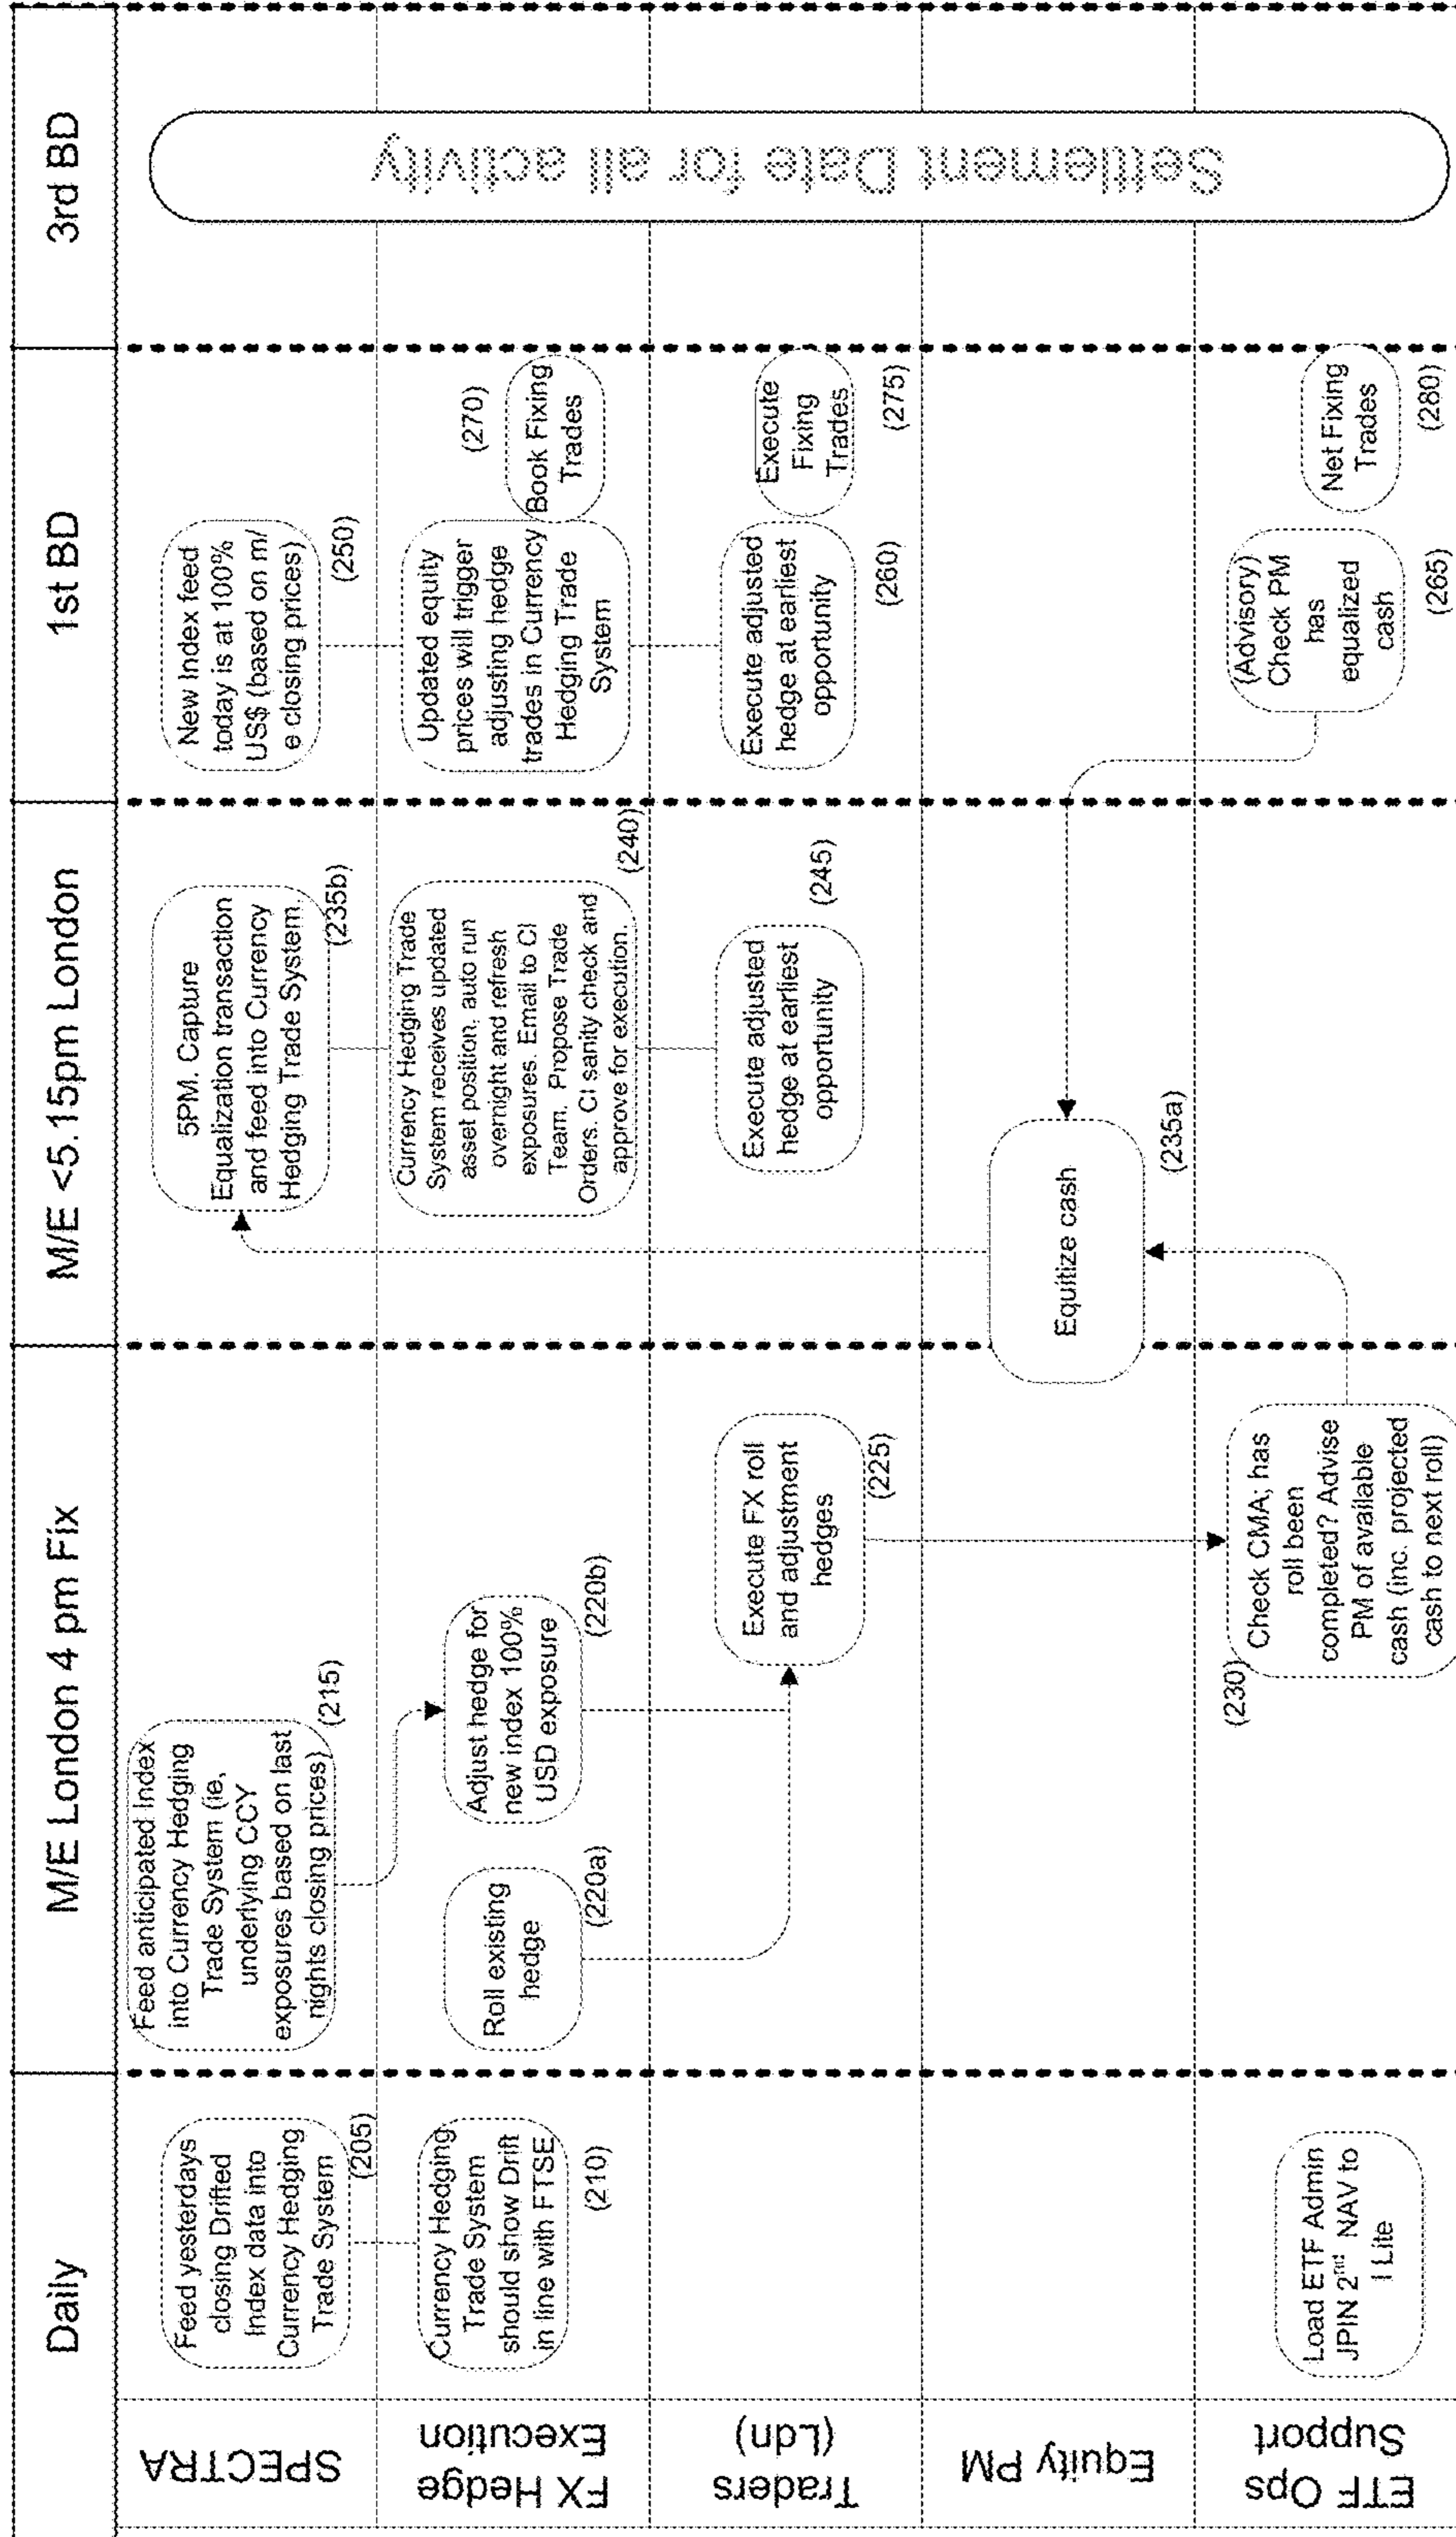 Daily
M/E London 4 pm Fix
M/E <5.15pm London
1st BD
3rd BD
SPECTRA
Feed yesterdays
closing Drifted
Index data into
Currency Hedging
Trade System
(205)
Feed anticipated Index
into Currency Hedging
Trade System (ie,
underlying CCY
exposures based on last
nights closing prices)
(215)
5PM. Capture
Equalization transaction
and feed into Currency
Hedging Trade System.
(235b)
New Index feed
today is at 100%
US$ (based on m/
e closing prices)
(250)
FX Hedge
Execution
Currency Hedging
Trade System
should show Drift
in line with FTSE
(210)
Roll existing
hedge
(220a)
Adjust hedge for
new index 100%
USD exposure
(220b)
Currency Hedging Trade
System receives updated
asset position, auto run
overnight and refresh
exposures. Email to CI
Team. Propose Trade
Orders. CI sanity check and
approve for execution.
(240)
Updated equity
prices will trigger
adjusting hedge
trades in Currency
Hedging Trade
System
(270)
Book Fixing
Trades
Traders
(Ldn)
Execute FX roll
and adjustment
hedges
(225)
Execute adjusted
hedge at earliest
opportunity
(245)
Execute adjusted
hedge at earliest
opportunity
(260)
Execute
Fixing
Trades
(275)
Equity PM
Equitize cash
(235a)
ETF Ops
Support
Load ETF Admin
JPIN 2nd NAV to
I Lite
(230)
Check CMA; has
roll been
completed? Advise
PM of available
cash (inc. projected
cash to next roll)
(Advisory)
Check PM
has
equalized
cash
(265)
Net Fixing
Trades
(280)
Settlement Date for all activity